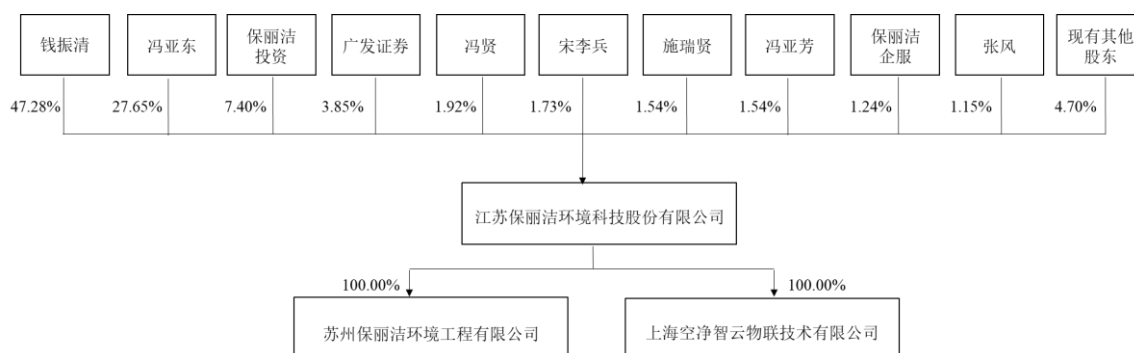 钱振清
冯亚东
保丽洁
投资
广发证券
冯贤
宋李兵
施瑞贤
冯亚芳
保丽洁
企服
张风
现有其他
股东
47.28%
27.65%
7.40%
3.85%
1.92%
1.73%
1.54%
1.54%
1.24%
1.15%
4.70%
江苏保丽洁环境科技股份有限公司
100.00%
100.00%
苏州保丽洁环境工程有限公司
上海空净智云物联技术有限公司